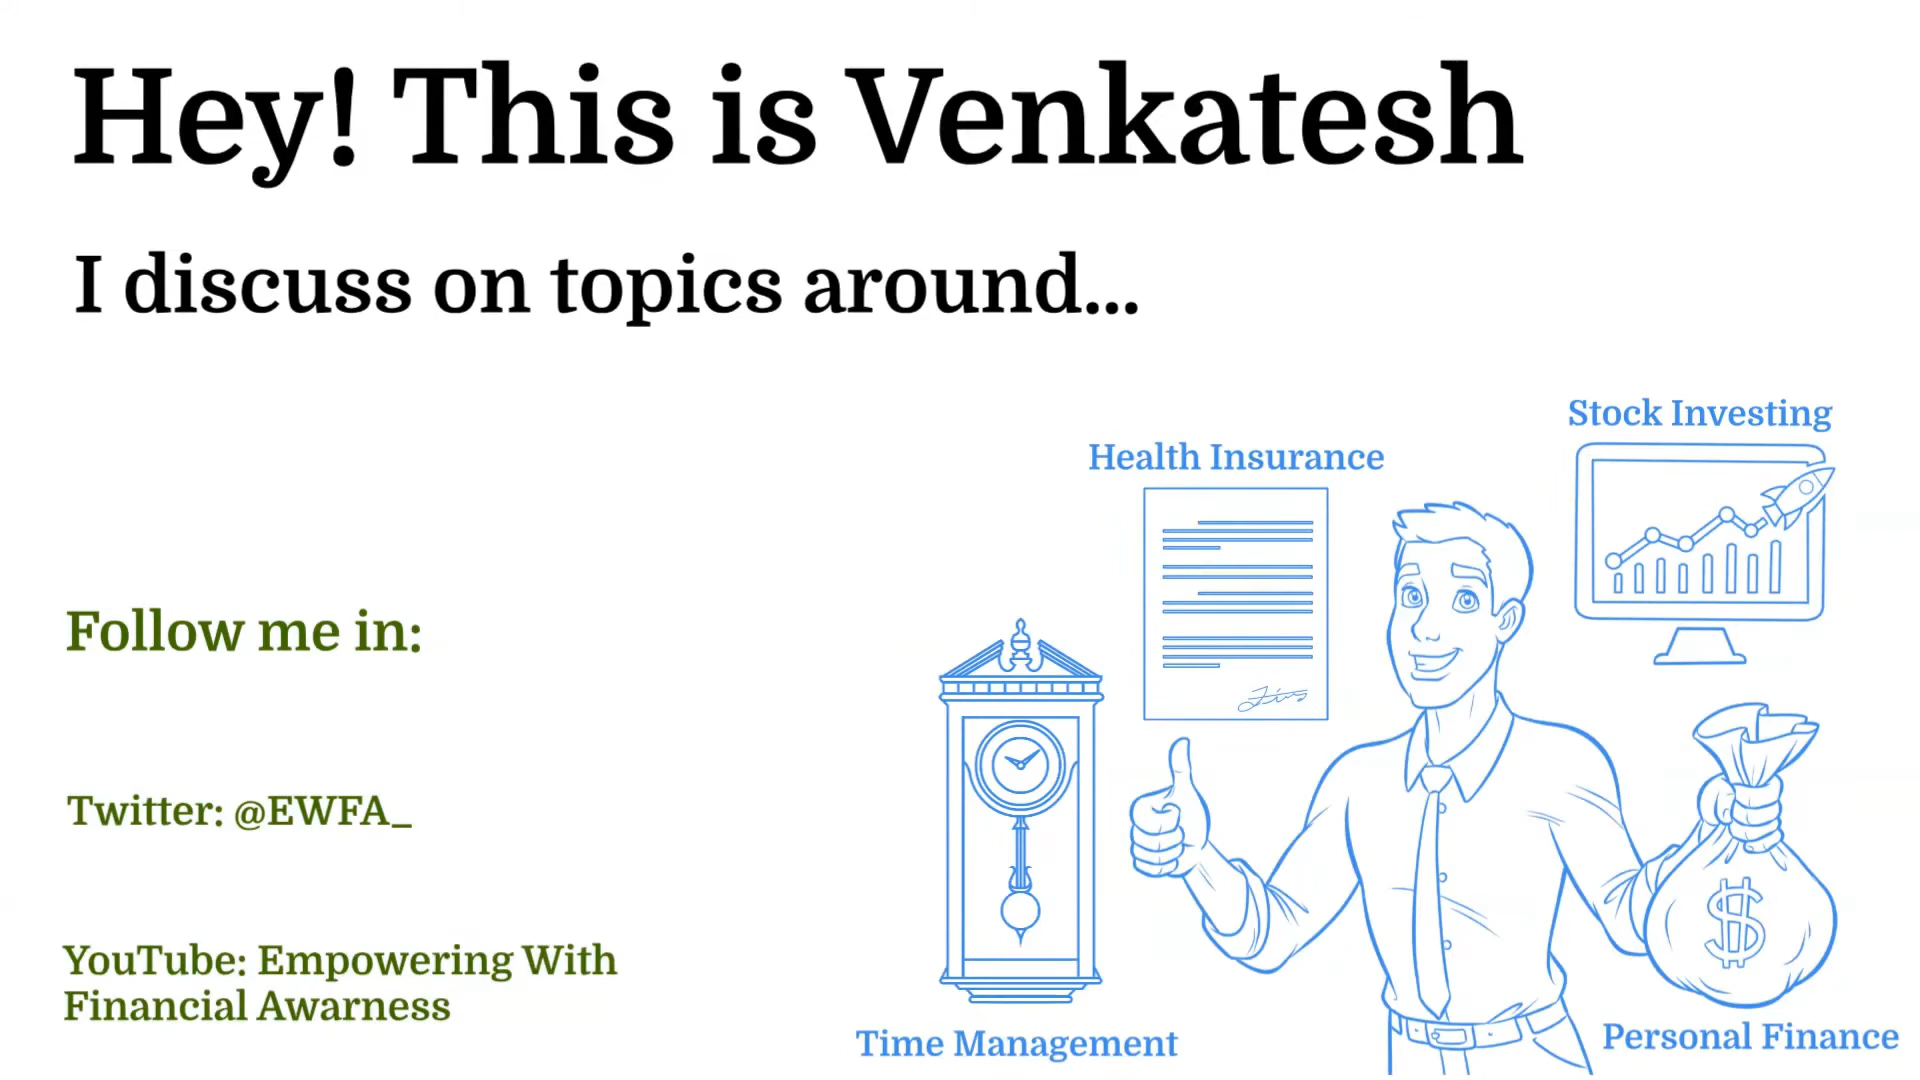 Hey! This is Venkatesh
I discuss on topics around...
Stock Investing
Health Insurance
Follow me in:
Twitter: @EWFA_
YouTube: Empowering With
Financial Awarness
Time Management
Personal Finance